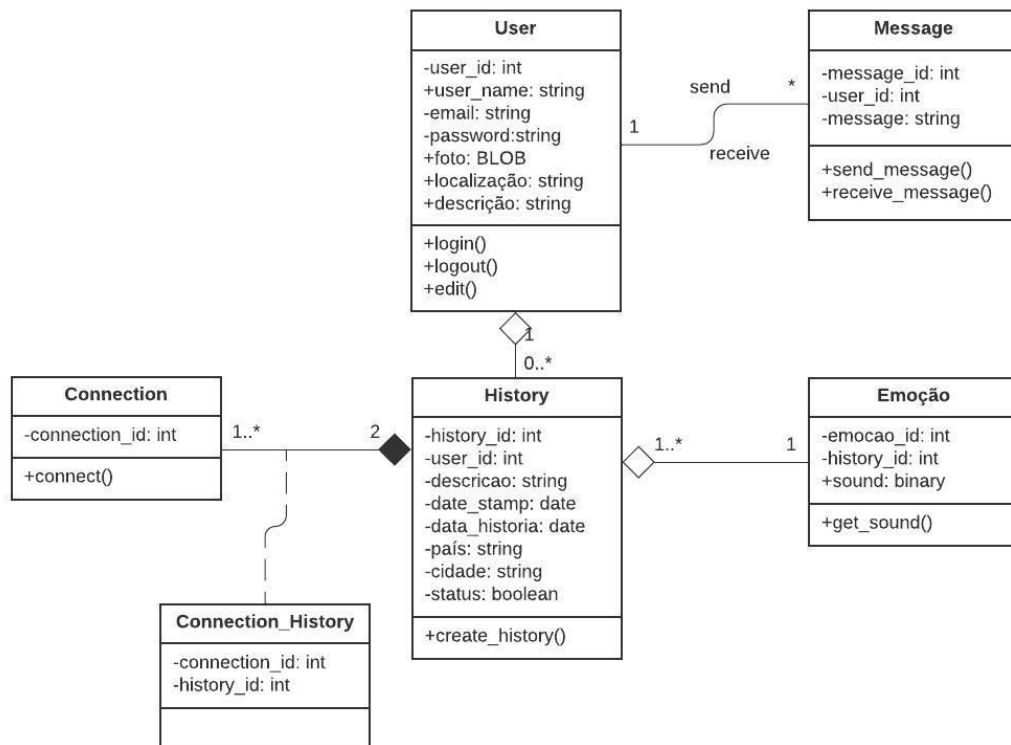 User
-user_id: int
+user_name: string
-email: string
-password:string
+foto: BLOB
+localização: string
+descrição: string
+login()
+logout()
+edit()
1
send
receive
*
Message
-message_id: int
-user_id: int
-message: string
+send_message()
+receive_message()
1
0..*
Connection
-connection_id: int
+connect()
1..*
2
History
-history_id: int
-user_id: int
-descricao: string
-date_stamp: date
-data_historia: date
-país: string
-cidade: string
-status: boolean
+create_history()
1..*
1
Emoção
-emocao_id: int
-history_id: int
+sound: binary
+get_sound()
Connection_History
-connection_id: int
-history_id: int